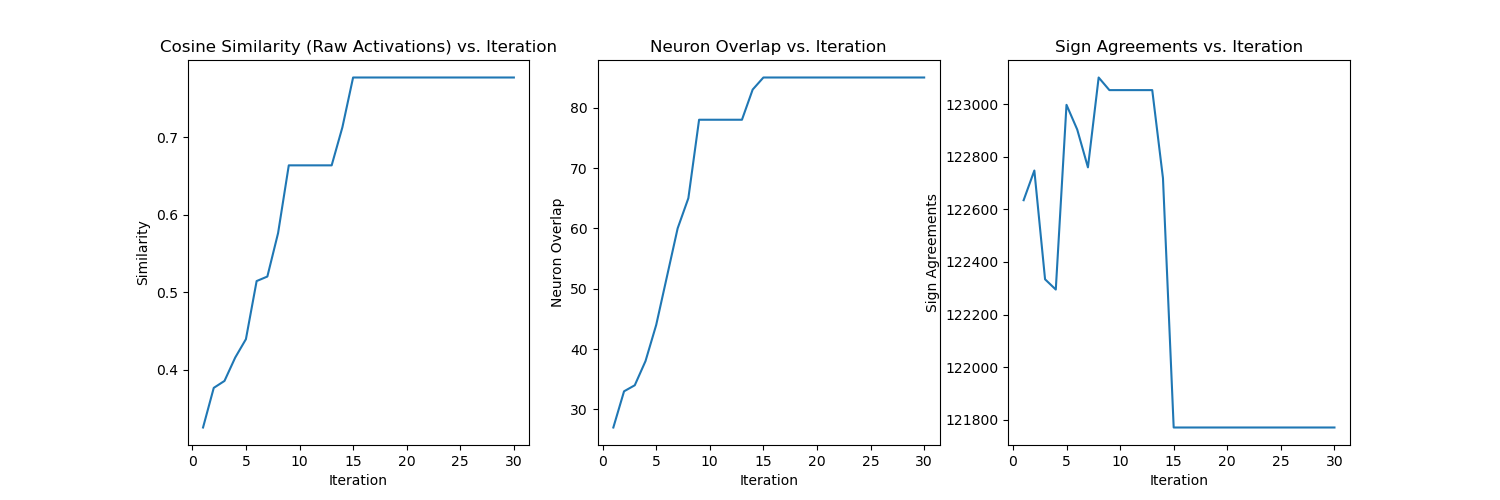 Cosine Similarity (Raw Activations) vs. Iteration
Similarity
0.7
0.6
0.5
0.4
0 5 10 15 20 25 30
Iteration
Neuron Overlap vs. Iteration
Neuron Overlap
80
70
60
50
40
30
0 5 10 15 20 25 30
Iteration
Sign Agreements vs. Iteration
Sign Agreements
123000
122800
122600
122400
122200
122000
121800
0 5 10 15 20 25 30
Iteration